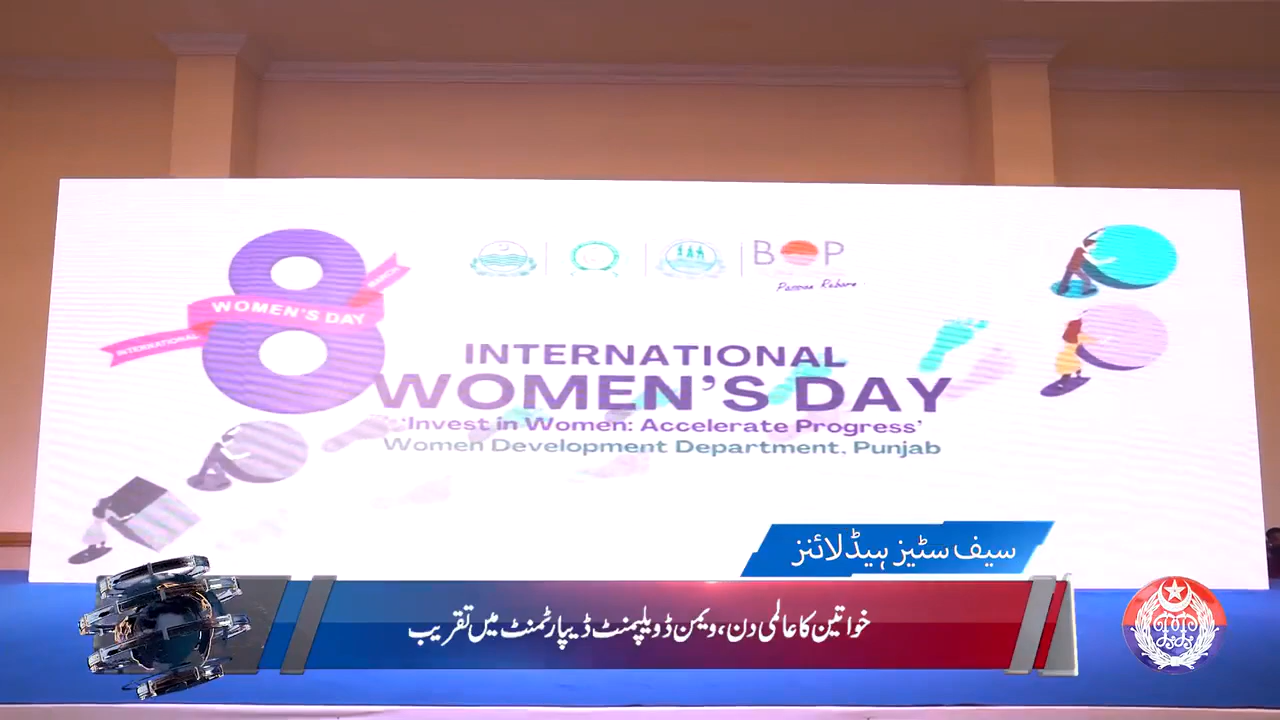 BOP
Passion Reborn
WOMEN'S DAY
INTERNATIONAL
INTERNATIONAL
WOMEN'S DAY
'Invest in Women: Accelerate Progress'
Women Development Department, Punjab
سیف سٹیز ہیڈلائنز
خواتین کا عالمی دن، ویمن ڈویلپمنٹ ڈیپارٹمنٹ میں تقریب